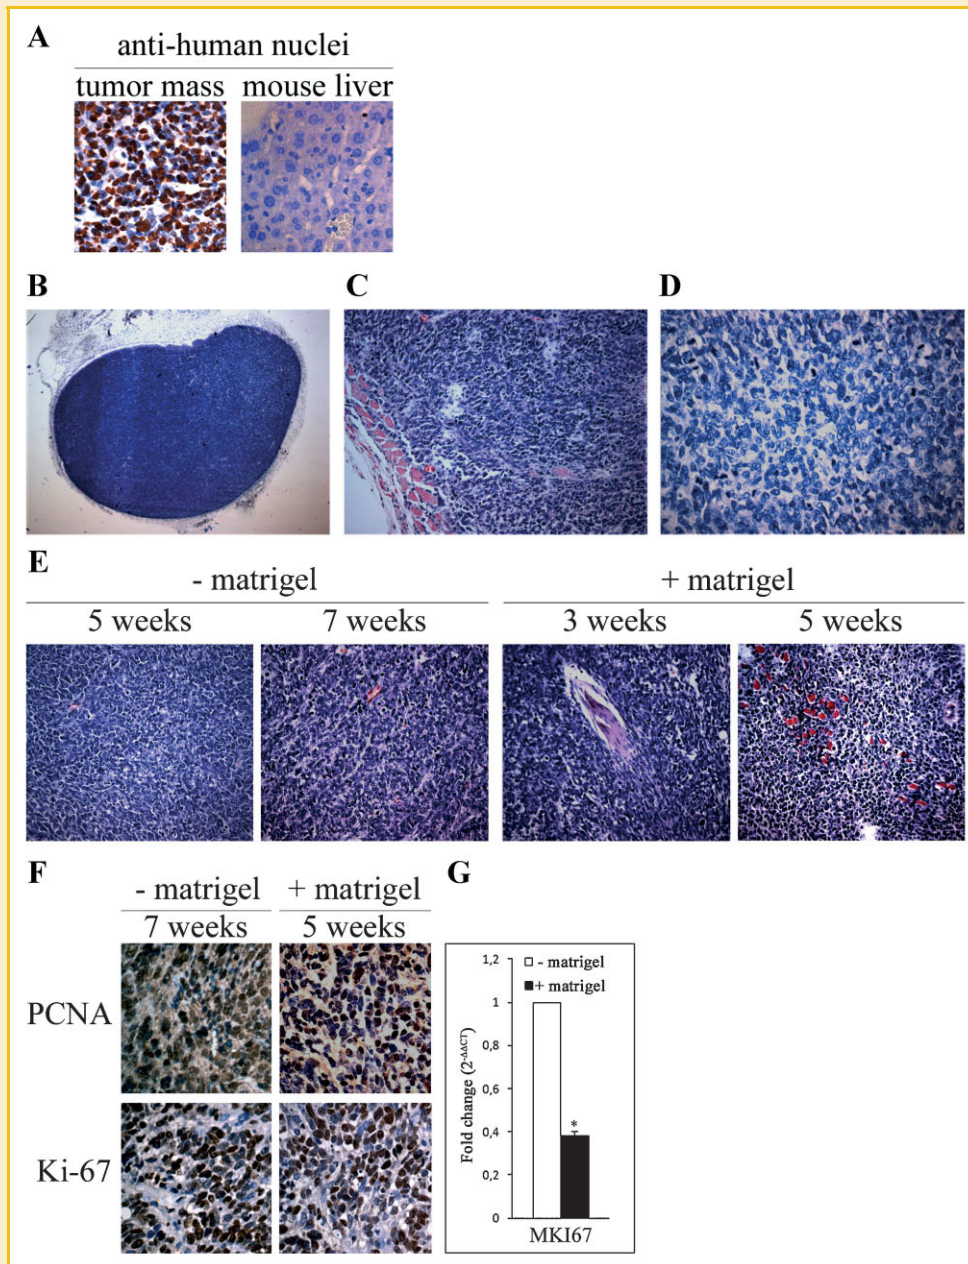 A
anti-human nuclei
tumor mass mouse liver
B C D
E
- matrigel + matrigel
5 weeks 7 weeks 3 weeks 5 weeks
F G
- matrigel + matrigel
7 weeks 5 weeks
PCNA
Ki-67
1,2
1
0,8
0,6
0,4
0,2
0
Fold change (2^-ΔΔCT)
- matrigel
+ matrigel
*
MKI67